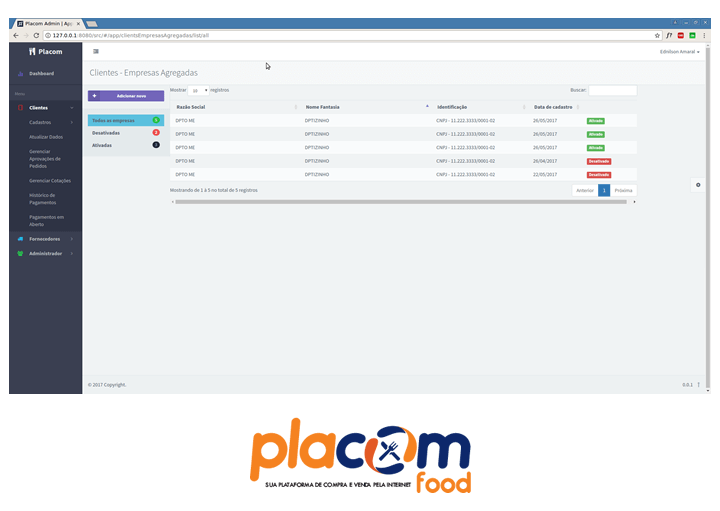 Placom Admin | App
127.0.0.1:6080/src/#/app/clientsEmpresasAgregadas/list/all
Placom
Ednilson Amaral
Dashboard
Menu
Clientes
Cadastros
Atualizar Dados
Gerenciar
Aprovações de
Pedidos
Gerenciar Cotações
Histórico de
Pagamentos
Pagamentos em
Aberto
Fornecedores
Administrador
Clientes - Empresas Agregadas
Adicionar novo
Todos as empresas
Desativadas
Ativadas
Mostrar 10 registros
Buscar:
Razão Social Nome Fantasia Identificação Data de cadastro
DPTO ME DPTIZINHO CNPJ - 11.222.3333/0001-02 26/05/2017 Ativado
DPTO ME DPTIZINHO CNPJ - 11.222.3333/0001-02 26/05/2017 Ativado
DPTO ME DPTIZINHO CNPJ - 11.222.3333/0001-02 26/05/2017 Ativado
DPTO ME DPTIZINHO CNPJ - 11.222.3333/0001-02 26/04/2017 Desativado
DPTO ME DPTIZINHO CNPJ - 11.222.3333/0001-02 22/05/2017 Desativado
Mostrando de 1 à 5 no total de 5 registros
Anterior 1 Próxima
© 2017 Copyright.
0.0.1
placom
SUA PLATAFORMA DE COMPRA E VENDA PELA INTERNET
food